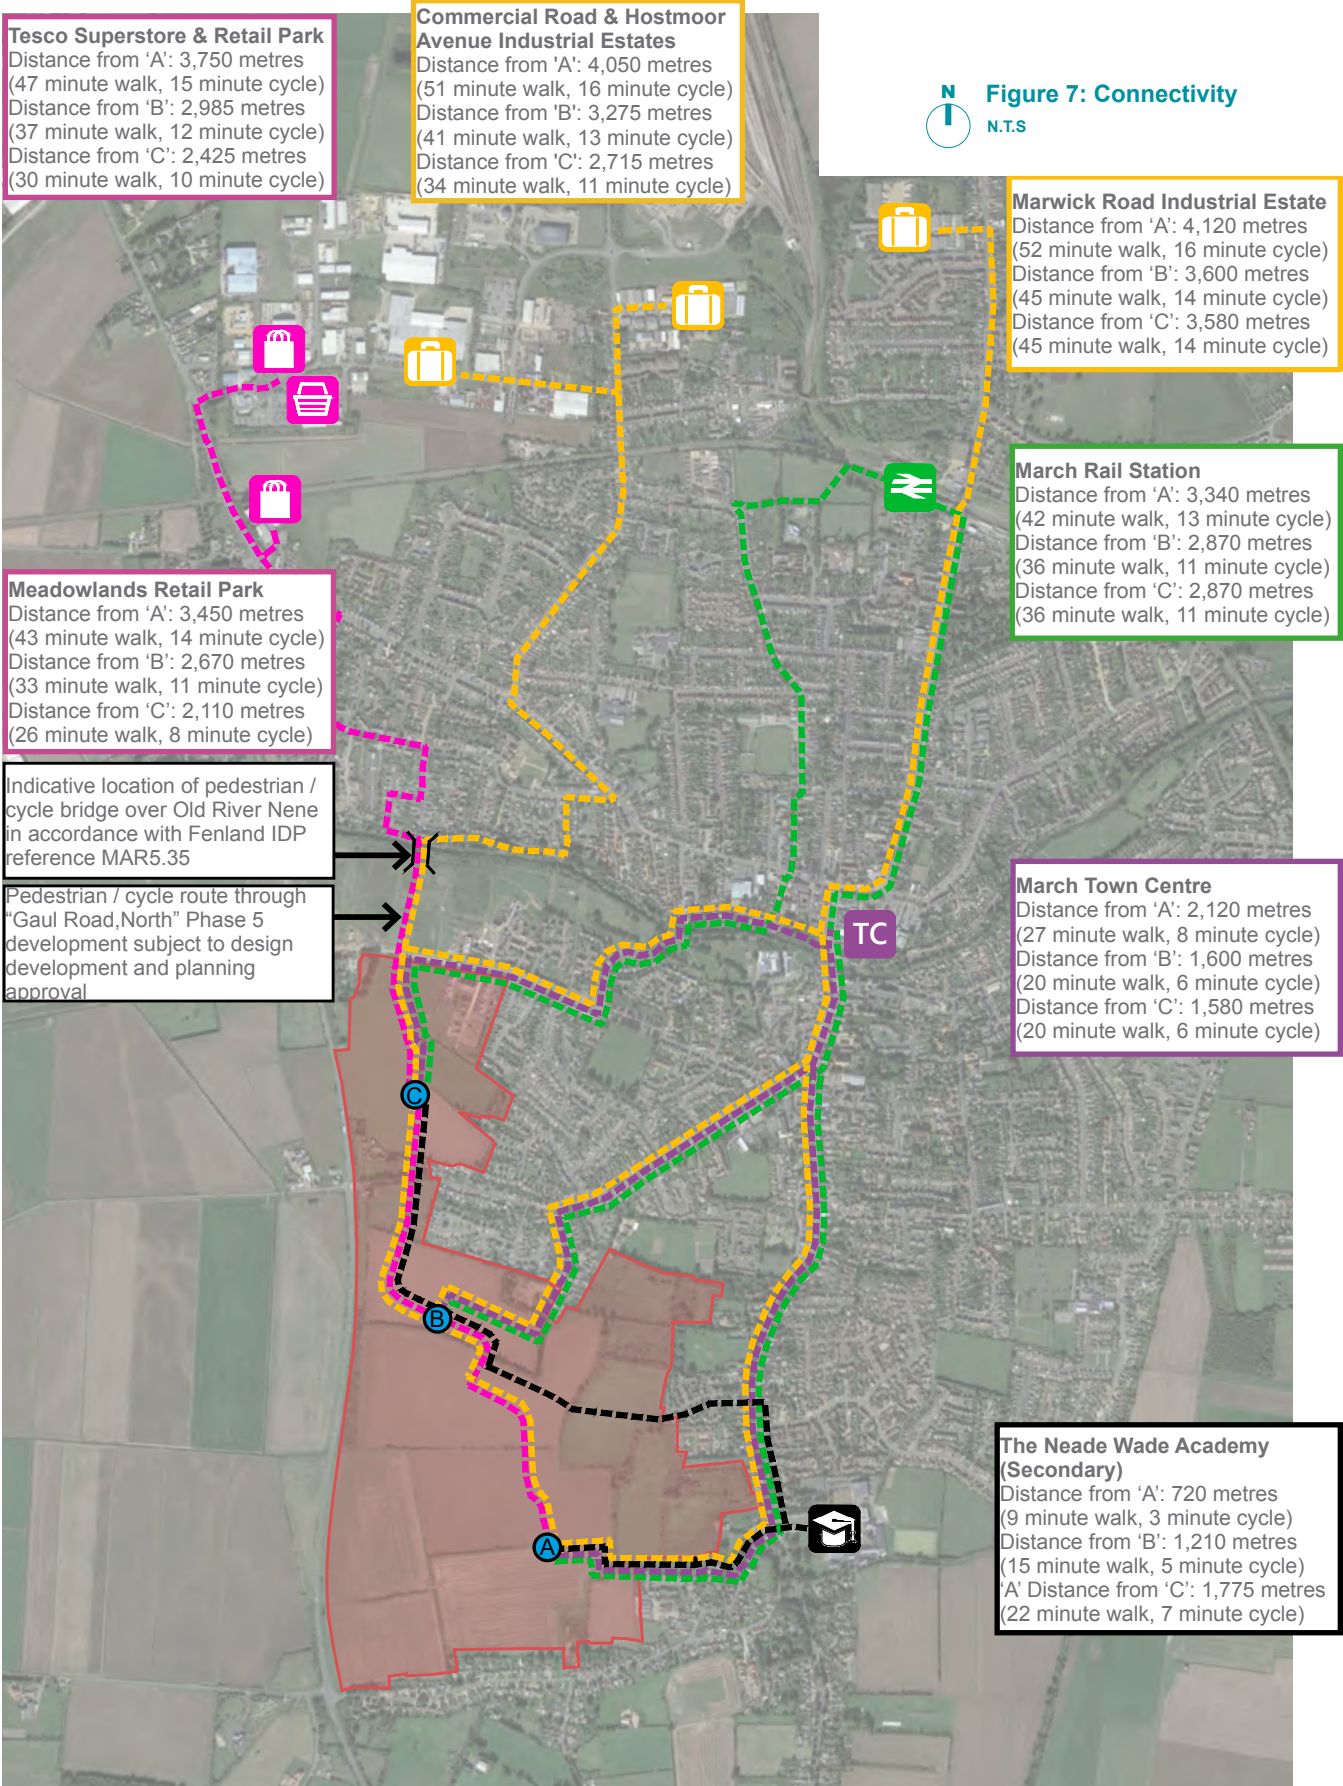 Tesco Superstore & Retail Park
Distance from ‘A’: 3,750 metres
(47 minute walk, 15 minute cycle)
Distance from ‘B’: 2,985 metres
(37 minute walk, 12 minute cycle)
Distance from ‘C’: 2,425 metres
(30 minute walk, 10 minute cycle)
Commercial Road & Hostmoor
Avenue Industrial Estates
Distance from 'A': 4,050 metres
(51 minute walk, 16 minute cycle)
Distance from 'B': 3,275 metres
(41 minute walk, 13 minute cycle)
Distance from 'C': 2,715 metres
(34 minute walk, 11 minute cycle)
N
Figure 7: Connectivity
N.T.S
Marwick Road Industrial Estate
Distance from ‘A’: 4,120 metres
(52 minute walk, 16 minute cycle)
Distance from ‘B’: 3,600 metres
(45 minute walk, 14 minute cycle)
Distance from ‘C’: 3,580 metres
(45 minute walk, 14 minute cycle)
March Rail Station
Distance from ‘A’: 3,340 metres
(42 minute walk, 13 minute cycle)
Distance from ‘B’: 2,870 metres
(36 minute walk, 11 minute cycle)
Distance from ‘C’: 2,870 metres
(36 minute walk, 11 minute cycle)
Meadowlands Retail Park
Distance from ‘A’: 3,450 metres
(43 minute walk, 14 minute cycle)
Distance from ‘B’: 2,670 metres
(33 minute walk, 11 minute cycle)
Distance from ‘C’: 2,110 metres
(26 minute walk, 8 minute cycle)
Indicative location of pedestrian /
cycle bridge over Old River Nene
in accordance with Fenland IDP
reference MAR5.35
Pedestrian / cycle route through
“Gaul Road,North” Phase 5
development subject to design
development and planning
approval
March Town Centre
Distance from ‘A’: 2,120 metres
(27 minute walk, 8 minute cycle)
Distance from ‘B’: 1,600 metres
(20 minute walk, 6 minute cycle)
Distance from ‘C’: 1,580 metres
(20 minute walk, 6 minute cycle)
TC
C
B
A
The Neade Wade Academy
(Secondary)
Distance from ‘A’: 720 metres
(9 minute walk, 3 minute cycle)
Distance from ‘B’: 1,210 metres
(15 minute walk, 5 minute cycle)
‘A’ Distance from ‘C’: 1,775 metres
(22 minute walk, 7 minute cycle)